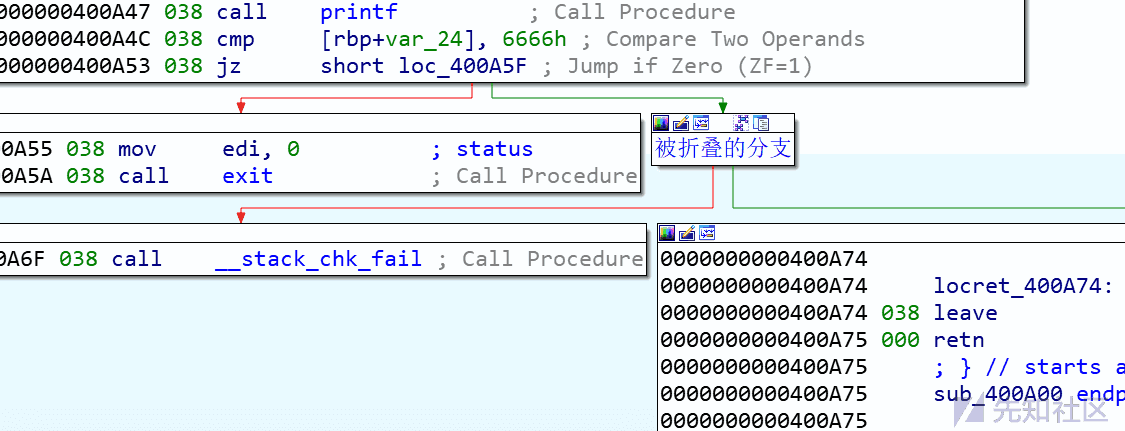 000000400A47 038 call    printf          ; Call Procedure
000000400A4C 038 cmp     [rbp+var_24], 6666h ; Compare Two Operands
000000400A53 038 jz      short loc_400A5F ; Jump if Zero (ZF=1)
0A55 038 mov     edi, 0          ; status
0A5A 038 call    exit            ; Call Procedure
被折叠的分支
0A6F 038 call    __stack_chk_fail ; Call Procedure
0000000000400A74
0000000000400A74     locret_400A74:
0000000000400A74 038 leave
0000000000400A75 000 retn
0000000000400A75     ; } // starts a
0000000000400A75     sub_400A00 endp
0000000000400A75
先知社区